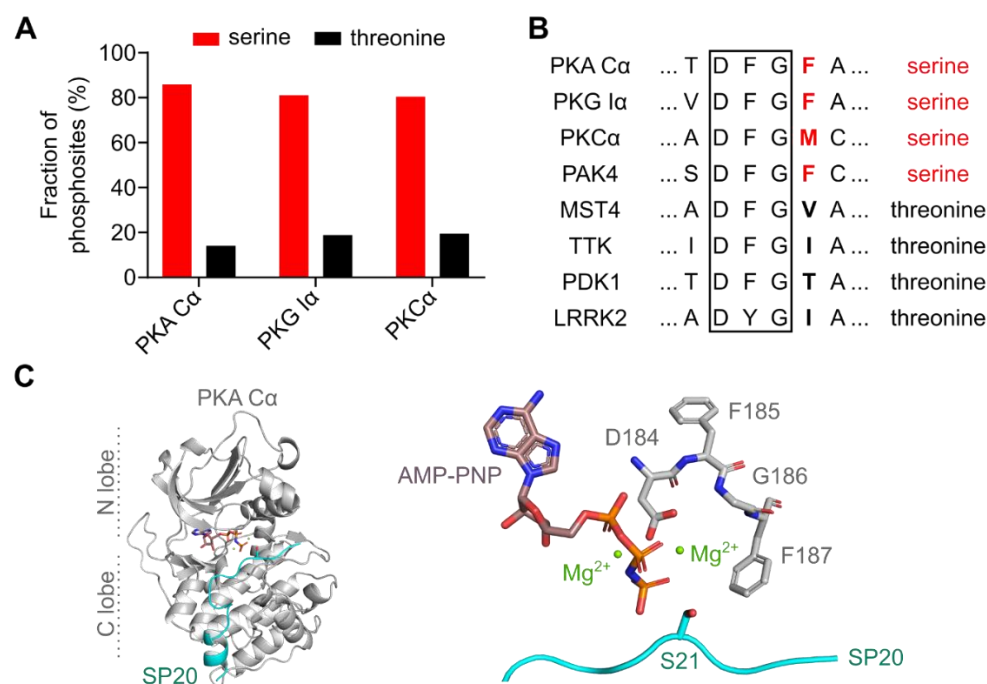 A
serine threonine
Fraction of
phosphosites (%)
100
80
60
40
20
0
PKA Cα
PKG Iα
PKCα
B
PKA Cα ... T D F G F A... serine
PKG Iα ... V D F G F A... serine
PKCα ... A D F G M C... serine
PAK4 ... S D F G F C... serine
MST4 ... A D F G V A... threonine
TTK ... I D F G I A... threonine
PDK1 ... T D F G T A... threonine
LRRK2 ... A D Y G I A... threonine
C
PKA Cα
N lobe
C lobe
SP20
AMP-PNP
D184
F185
G186
F187
Mg²⁺
Mg²⁺
S21
SP20